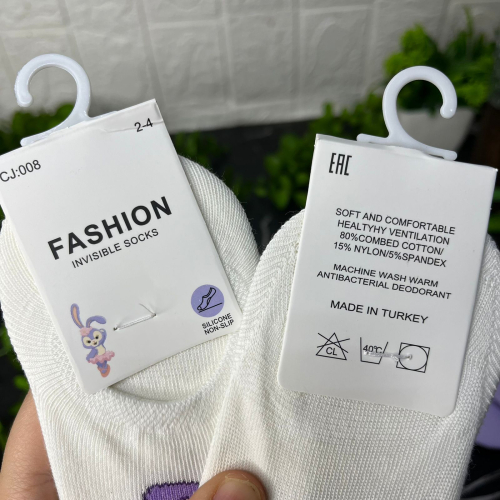 CJ:008
2-4
FASHION
INVISIBLE SOCKS
SILICONE
NON-SLIP
EAC
SOFT AND COMFORTABLE
HEALTYHY VENTILATION
80%COMBED COTTON/
15% NYLON/5%SPANDEX
MACHINE WASH WARM
ANTIBACTERIAL DEODORANT
MADE IN TURKEY
CL
40°C